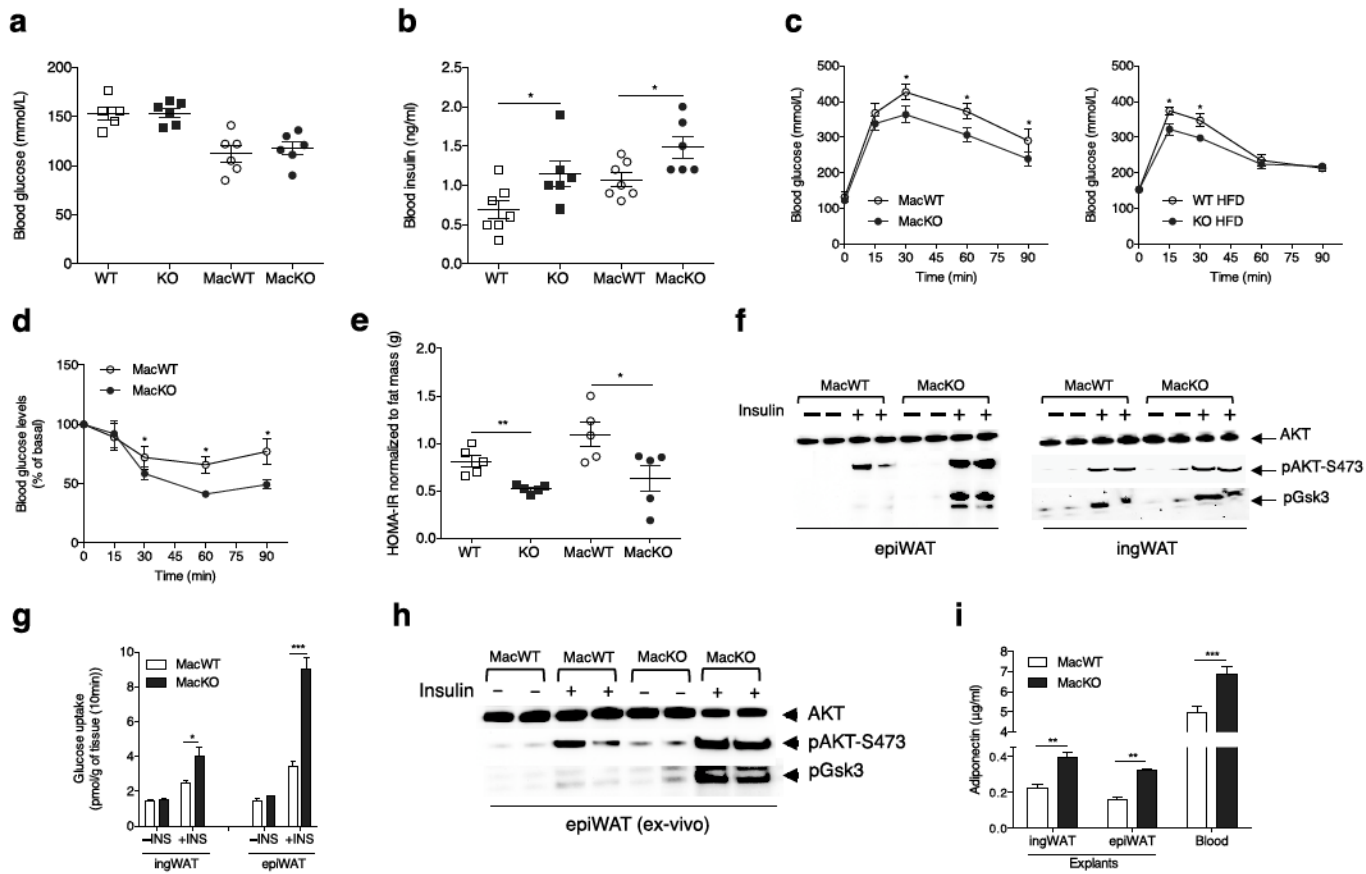 a
Blood glucose (mmol/L)
200
150
100
50
0
WT KO MacWT MacKO
b
Blood insulin (ng/ml)
2.5
2.0
1.5
1.0
0.5
0.0
* *
WT KO MacWT MacKO
c
Blood glucose (mmol/L)
500
400
300
200
100
0
* * *
MacWT
MacKO
0 15 30 45 60 75 90
Time (min)
Blood glucose (mmol/L)
500
400
300
200
100
0
* *
WT HFD
KO HFD
0 15 30 45 60 75 90
Time (min)
d
Blood glucose levels
(% of basal)
150
100
50
0
MacWT
MacKO
* * *
0 15 30 45 60 75 90
Time (min)
e
HOMA-IR normalized to fat mass (g)
2.0
1.5
1.0
0.5
0.0
** *
WT KO MacWT MacKO
f
MacWT MacKO
Insulin − − + + − − + +
epiWAT
MacWT MacKO
− − + + − − + +
AKT
pAKT-S473
pGsk3
ingWAT
g
Glucose uptake
(pmol/g of tissue (10min))
10
8
6
4
2
0
MacWT
MacKO
* ***
−INS +INS −INS +INS
ingWAT epiWAT
h
MacWT MacWT MacKO MacKO
Insulin − − + + − − + +
AKT
pAKT-S473
pGsk3
epiWAT (ex-vivo)
i
Adiponectin (µg/ml)
8
7
6
5
4
0.4
0.2
0.0
MacWT
MacKO
** ** ***
ingWAT epiWAT Blood
Explants